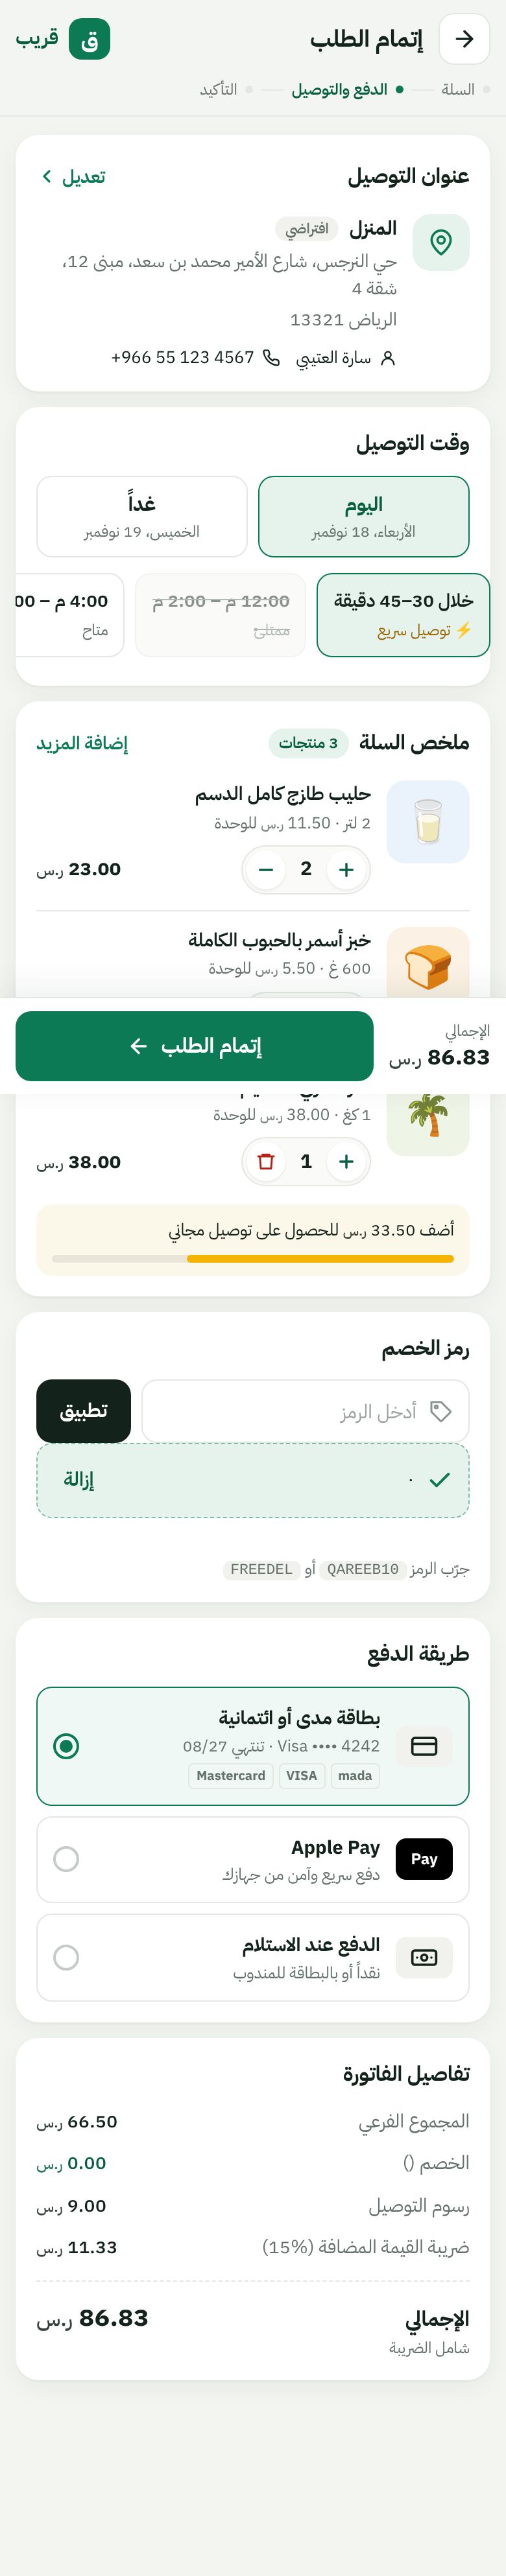 إتمام الطلب
ق قريب
السلة
الدفع والتوصيل
التأكيد
عنوان التوصيل
تعديل
المنزل
افتراضي
حي النرجس، شارع الأمير محمد بن سعد، مبنى 12،
شقة 4
الرياض 13321
سارة العتيبي
+966 55 123 4567
وقت التوصيل
اليوم
الأربعاء، 18 نوفمبر
غداً
الخميس، 19 نوفمبر
خلال 30–45 دقيقة
⚡ توصيل سريع
12:00 م – 2:00 م
ممتلئ
4:00 م – 00
متاح
ملخص السلة
3 منتجات
إضافة المزيد
حليب طازج كامل الدسم
2 لتر · 11.50 ر.س للوحدة
2
23.00 ر.س
خبز أسمر بالحبوب الكاملة
600 غ · 5.50 ر.س للوحدة
الإجمالي
86.83 ر.س
إتمام الطلب
1 كغ · 38.00 ر.س للوحدة
1
38.00 ر.س
أضف 33.50 ر.س للحصول على توصيل مجاني
رمز الخصم
أدخل الرمز
تطبيق
·
إزالة
جرّب الرمز QAREEB10 أو FREEDEL
طريقة الدفع
بطاقة مدى أو ائتمانية
Visa •••• 4242 · تنتهي 08/27
mada
VISA
Mastercard
Pay
Apple Pay
دفع سريع وآمن من جهازك
الدفع عند الاستلام
نقداً أو بالبطاقة للمندوب
تفاصيل الفاتورة
المجموع الفرعي
66.50 ر.س
الخصم ()
0.00 ر.س
رسوم التوصيل
9.00 ر.س
ضريبة القيمة المضافة (15%)
11.33 ر.س
الإجمالي
86.83 ر.س
شامل الضريبة